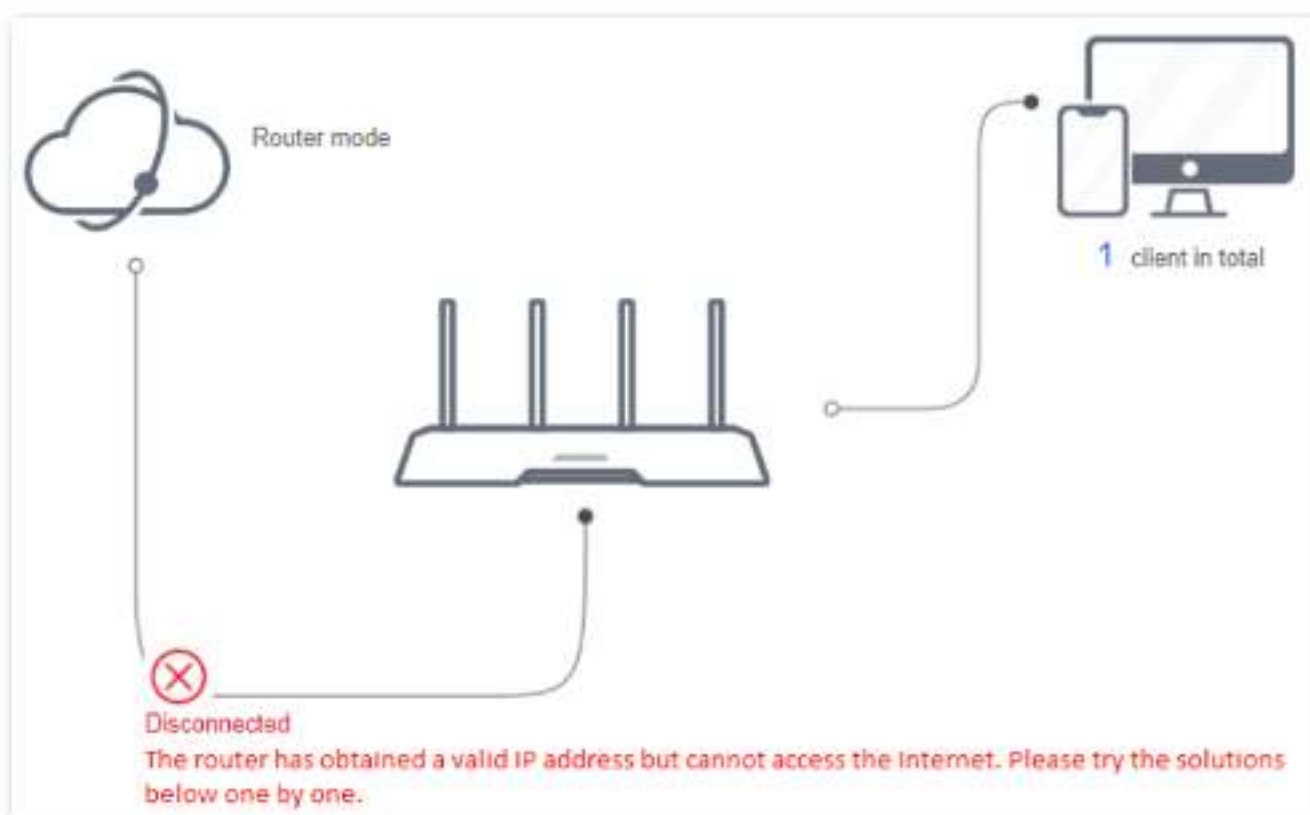 Router mode
1 client in total
Disconnected
The router has obtained a valid IP address but cannot access the Internet. Please try the solutions
below one by one.